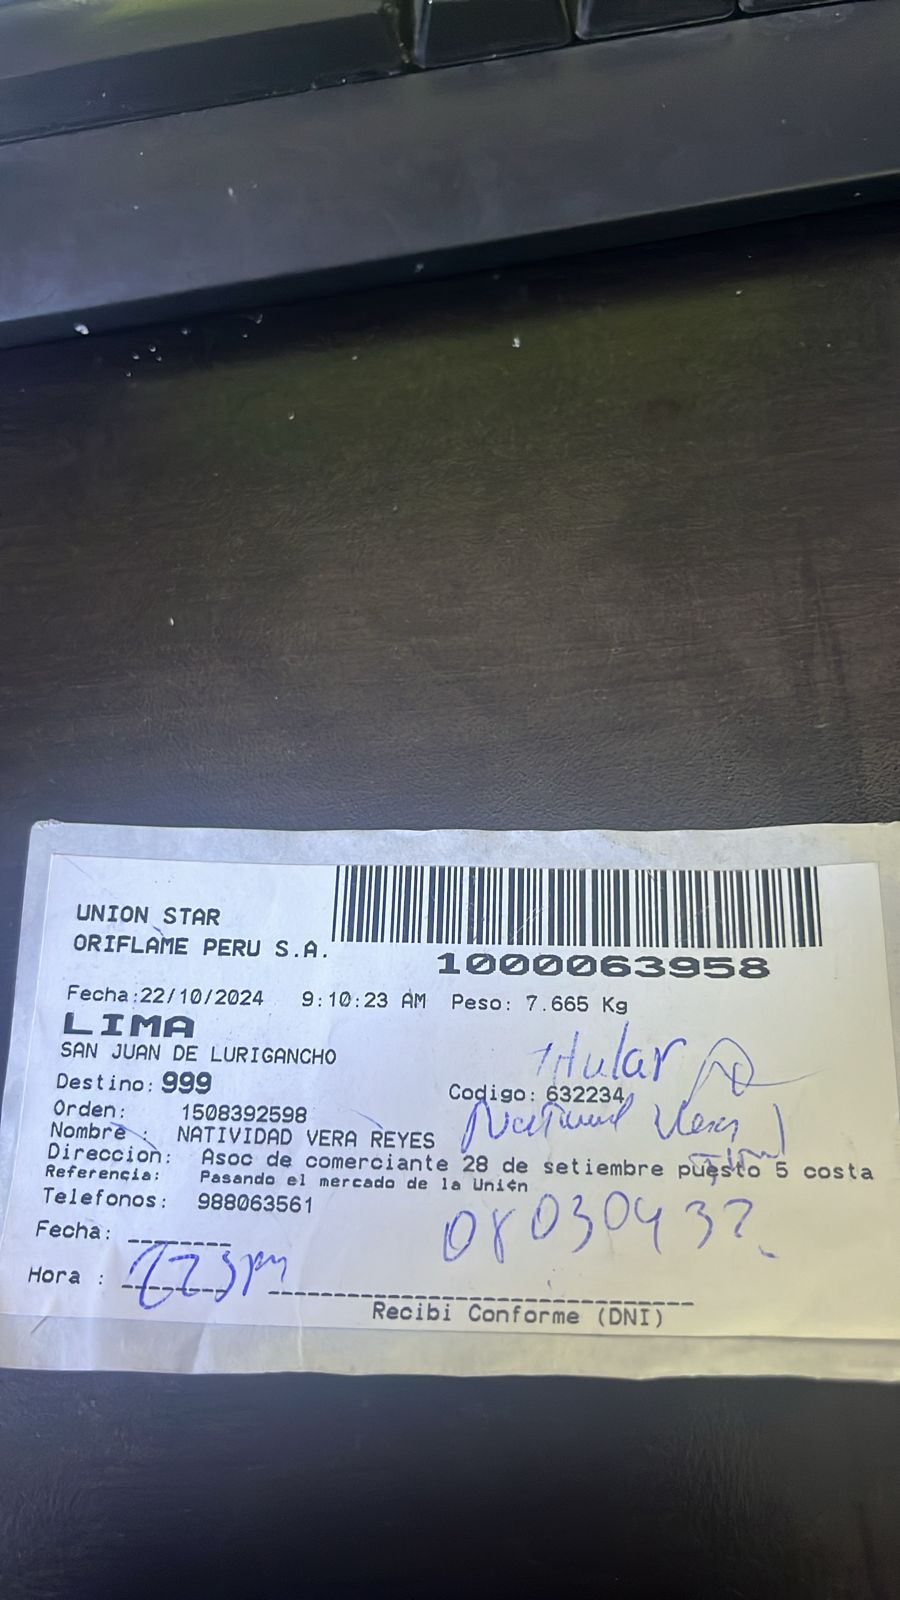 UNION STAR
ORIFLAME PERU S.A.
1000063958
Fecha:22/10/2024 9:10:23 AM Peso: 7.665 Kg
LIMA
SAN JUAN DE LURIGANCHO
titular
Destino: 999
Codigo: 632234
Orden: 1508392598
Nombre : NATIVIDAD VERA REYES
Vera
Direccion: Asoc de comerciante 28 de setiembre puesto 5 costa
Referencia: Pasando el mercado de la Uni¢n
Telefonos: 988063561
Fecha:
Hora :
Recibi Conforme (DNI)